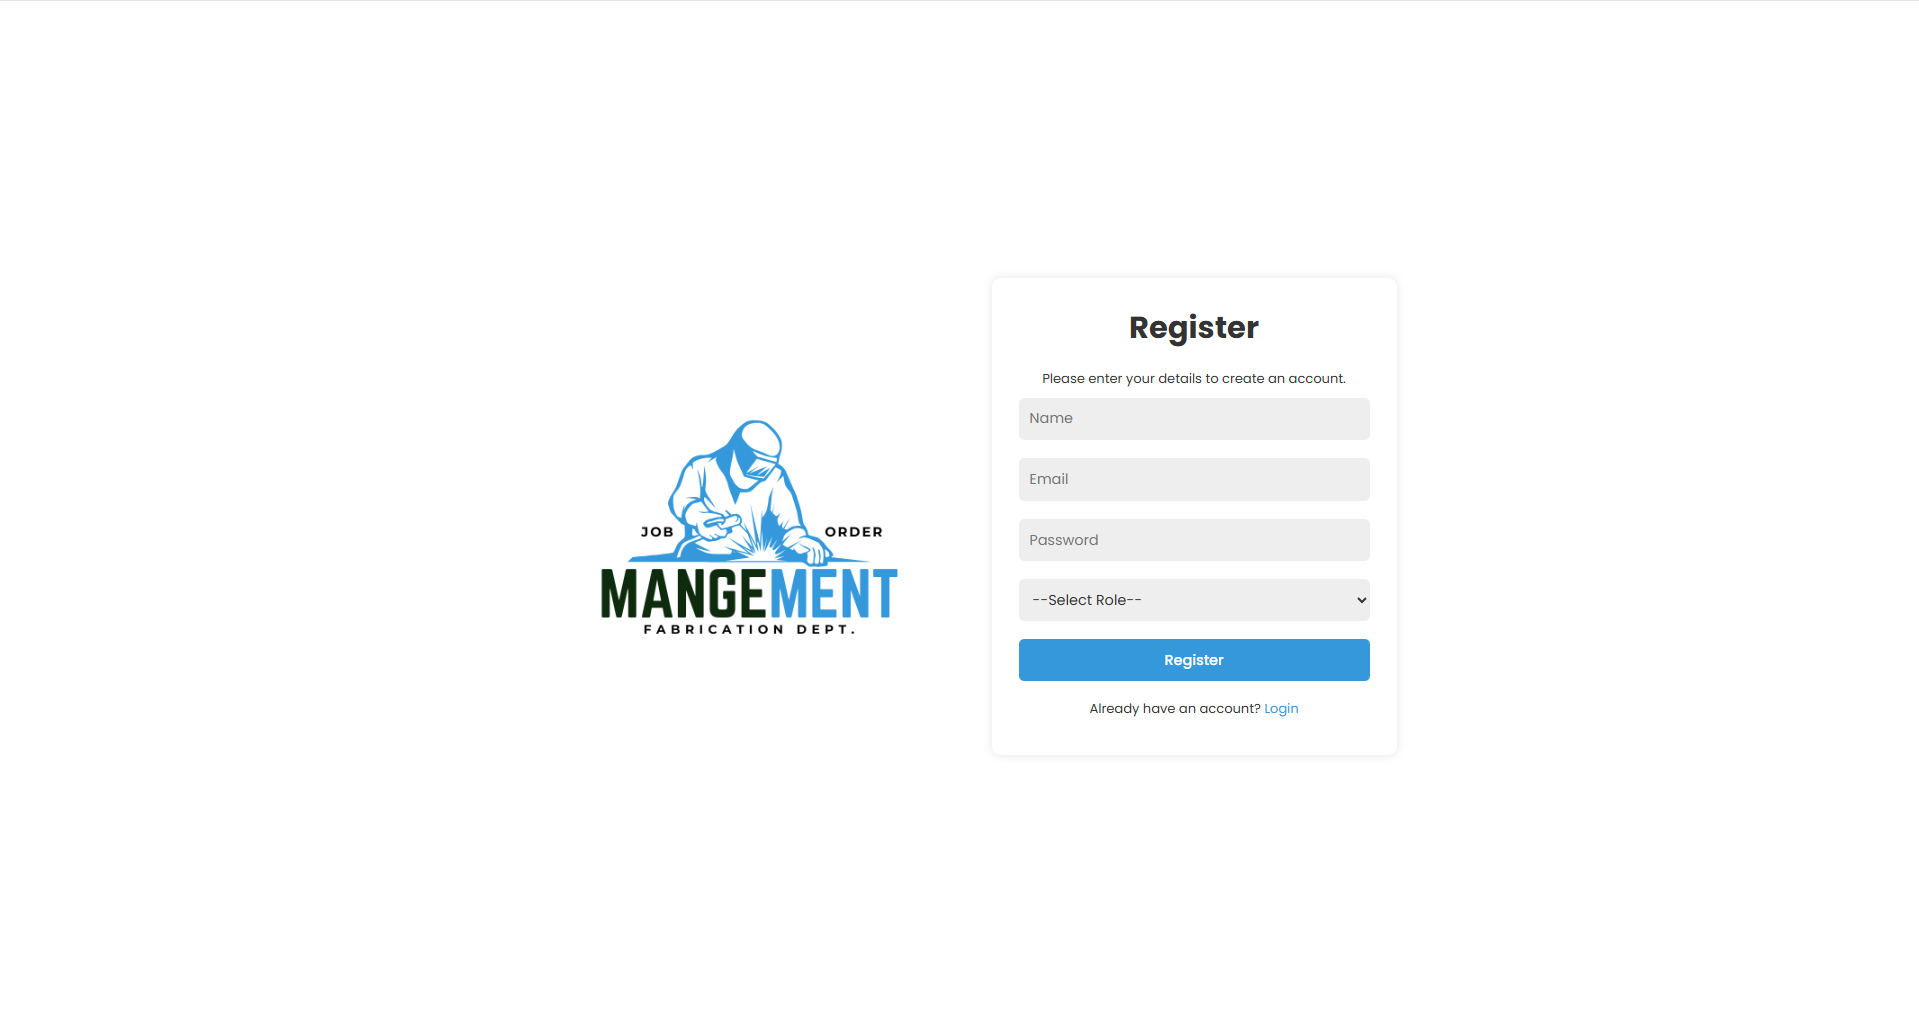 JOB ORDER
MANGEMENT
FABRICATION DEPT.
Register
Please enter your details to create an account.
Name
Email
Password
--Select Role--
Register
Already have an account? Login